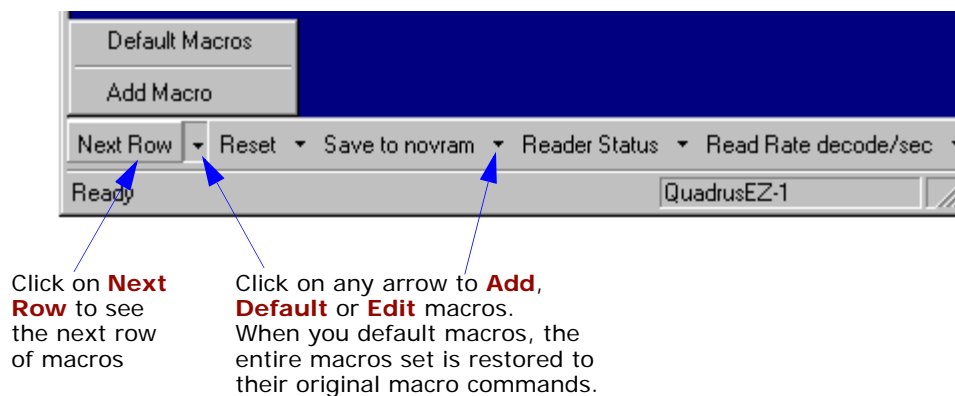 Default Macros
Add Macro
Next Row Reset Save to novram Reader Status Read Rate decode/sec
Ready QuadrusEZ-1
Click on Next
Row to see
the next row
of macros
Click on any arrow to Add,
Default or Edit macros.
When you default macros, the
entire macros set is restored to
their original macro commands.